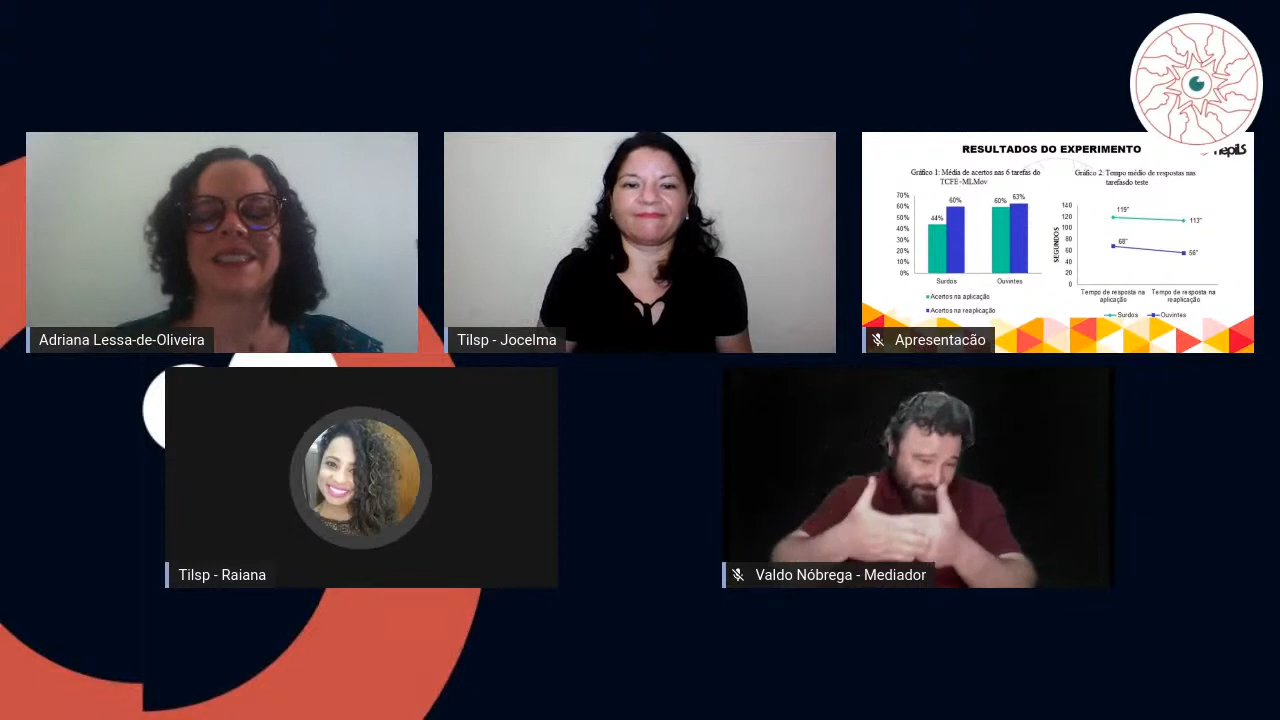 RESULTADOS DO EXPERIMENTO
nepiLS
Gráfico 1: Média de acertos nas 6 tarefas do
TCFE-MLMov
70%
60%
50%
40%
30%
20%
10%
0%
44%
60%
60%
63%
Surdos
Ouvintes
Acertos na aplicação
Acertos na reaplicação
Gráfico 2: Tempo médio de respostas nas
tarefasdo teste
SEGUNDOS
140
120
100
80
60
40
20
0
119"
113"
68"
56"
Tempo de resposta na
aplicação
Tempo de resposta na
reaplicação
Surdos
Ouvintes
Adriana Lessa-de-Oliveira
Tilsp - Jocelma
Apresentacão
Tilsp - Raiana
Valdo Nóbrega - Mediador